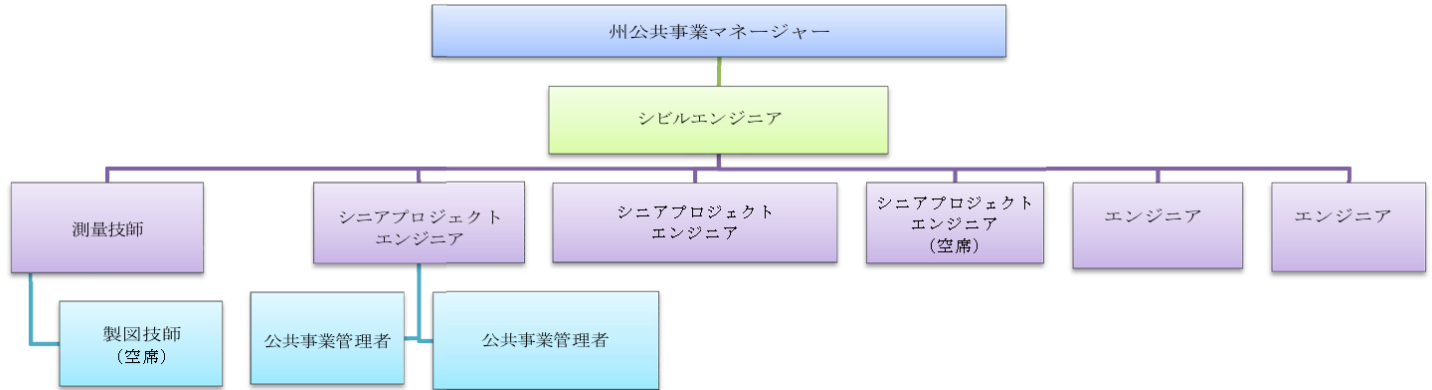 州公共事業マネージャー
シビルエンジニア
測量技師
シニアプロジェクト
エンジニア
シニアプロジェクト
エンジニア
シニアプロジェクト
エンジニア
（空席）
エンジニア
エンジニア
製図技師
（空席）
公共事業管理者
公共事業管理者